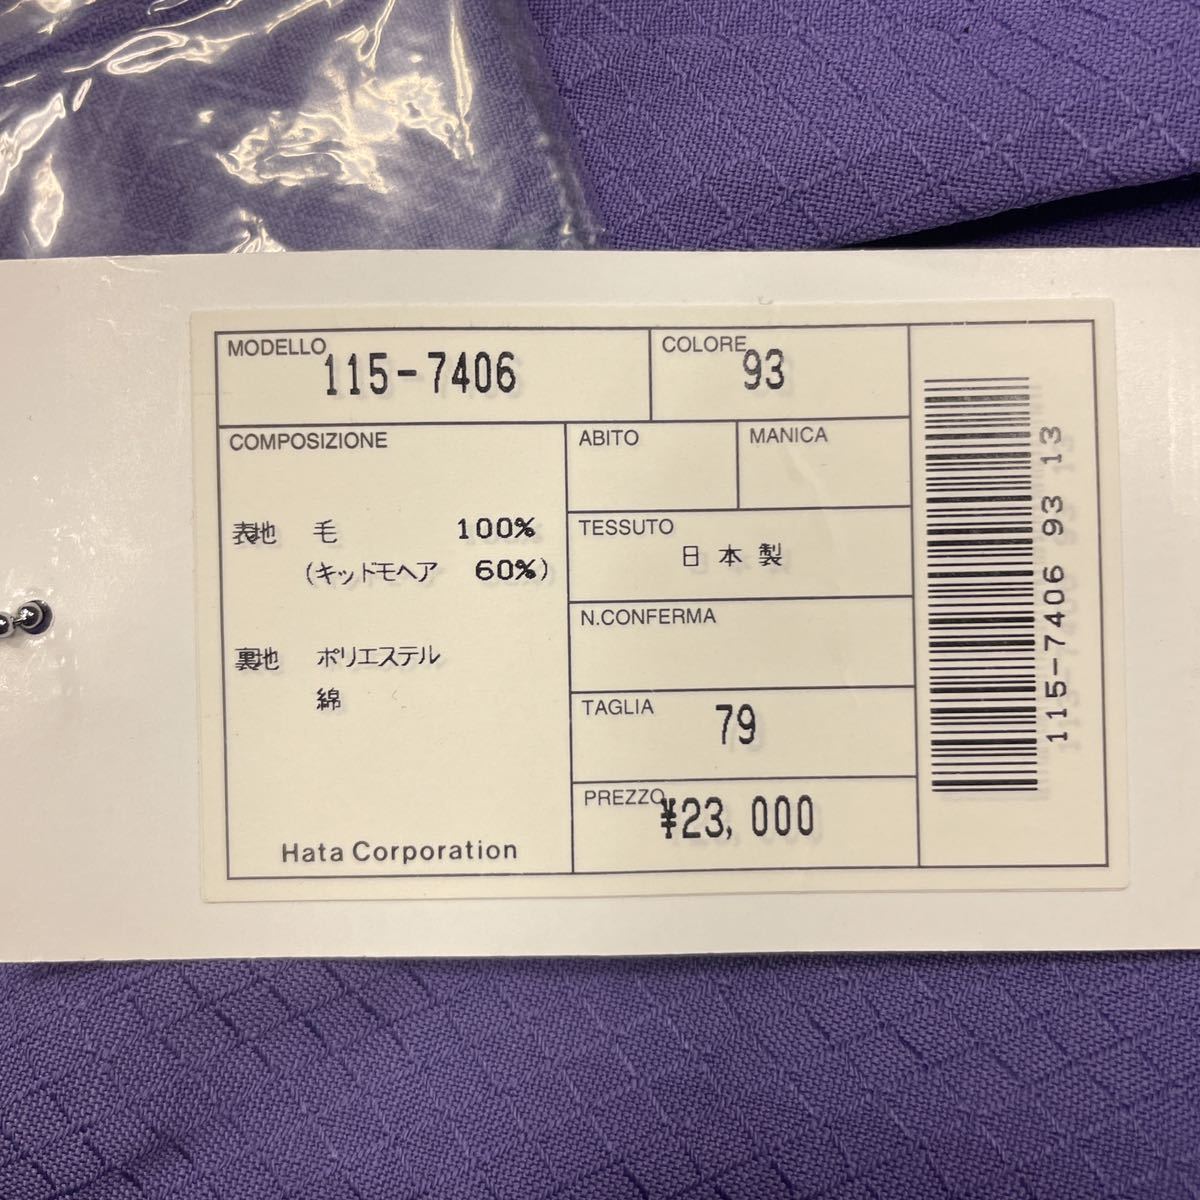 MODELLO 115-7406
COLORE 93
COMPOSIZIONE
表地 毛 100%
(キッドモヘア 60%)
裏地 ポリエステル
綿
Hata Corporation
ABITO
MANICA
TESSUTO
日本製
N.CONFERMA
TAGLIA 79
PREZZO ¥23,000
115-7406 93 13